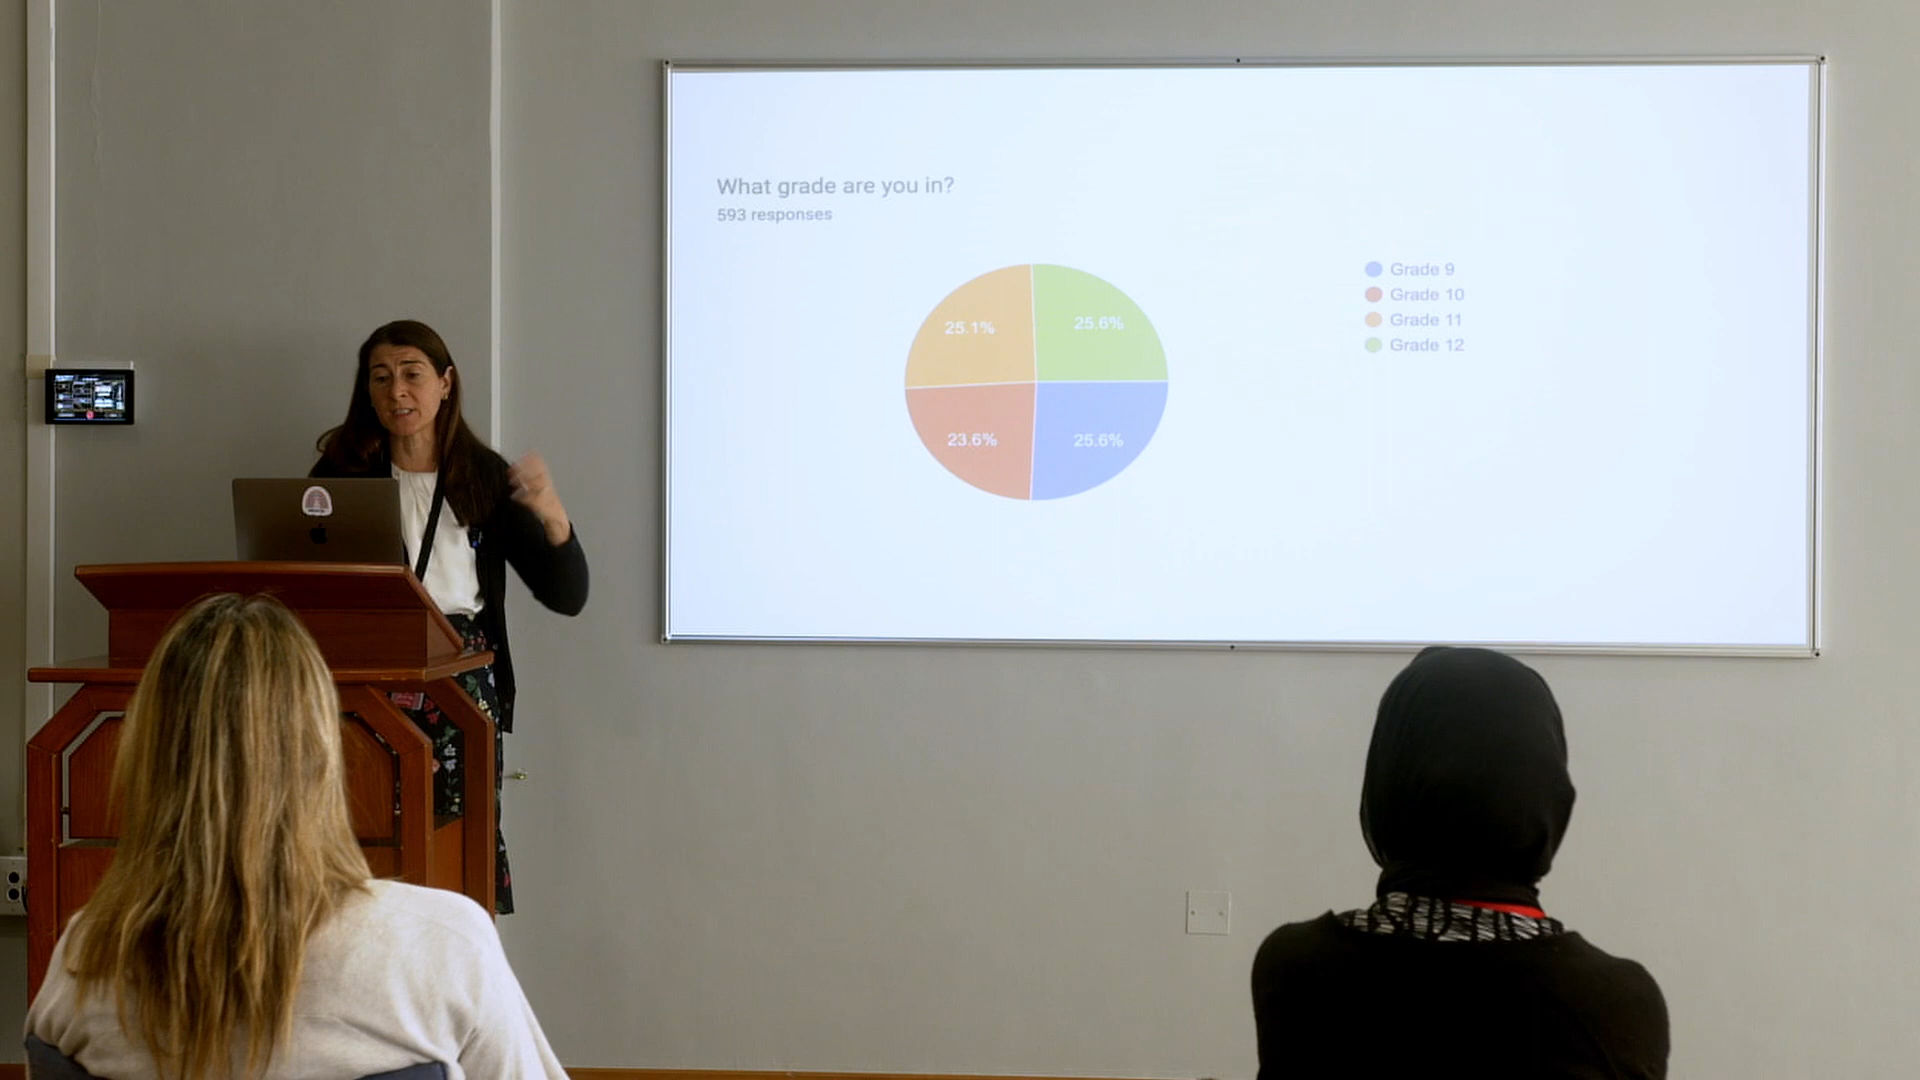 What grade are you in?
593 responses
25.1%
25.6%
23.6%
25.6%
Grade 9
Grade 10
Grade 11
Grade 12